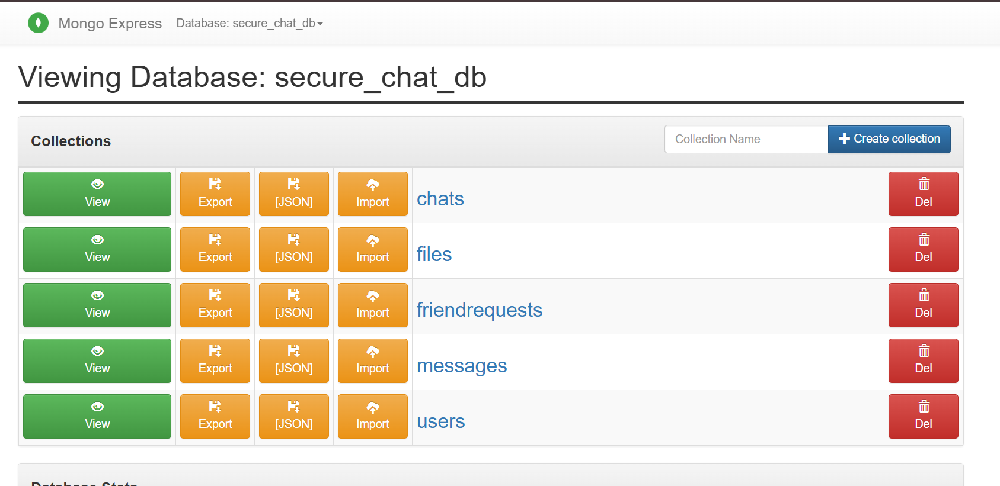 Mongo Express Database: secure_chat_db
Viewing Database: secure_chat_db
Collections
Collection Name
Create collection
View Export [JSON] Import chats Del
View Export [JSON] Import files Del
View Export [JSON] Import friendrequests Del
View Export [JSON] Import messages Del
View Export [JSON] Import users Del
Database Stats